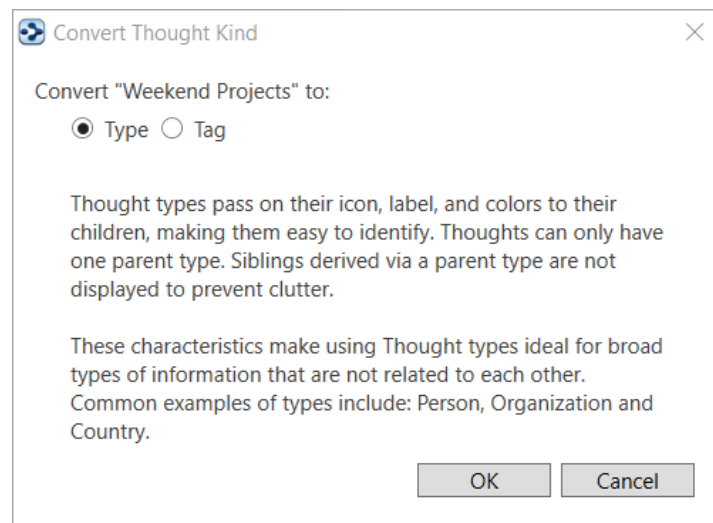 Convert Thought Kind
Convert "Weekend Projects" to:
Type Tag
Thought types pass on their icon, label, and colors to their
children, making them easy to identify. Thoughts can only have
one parent type. Siblings derived via a parent type are not
displayed to prevent clutter.
These characteristics make using Thought types ideal for broad
types of information that are not related to each other.
Common examples of types include: Person, Organization and
Country.
OK Cancel